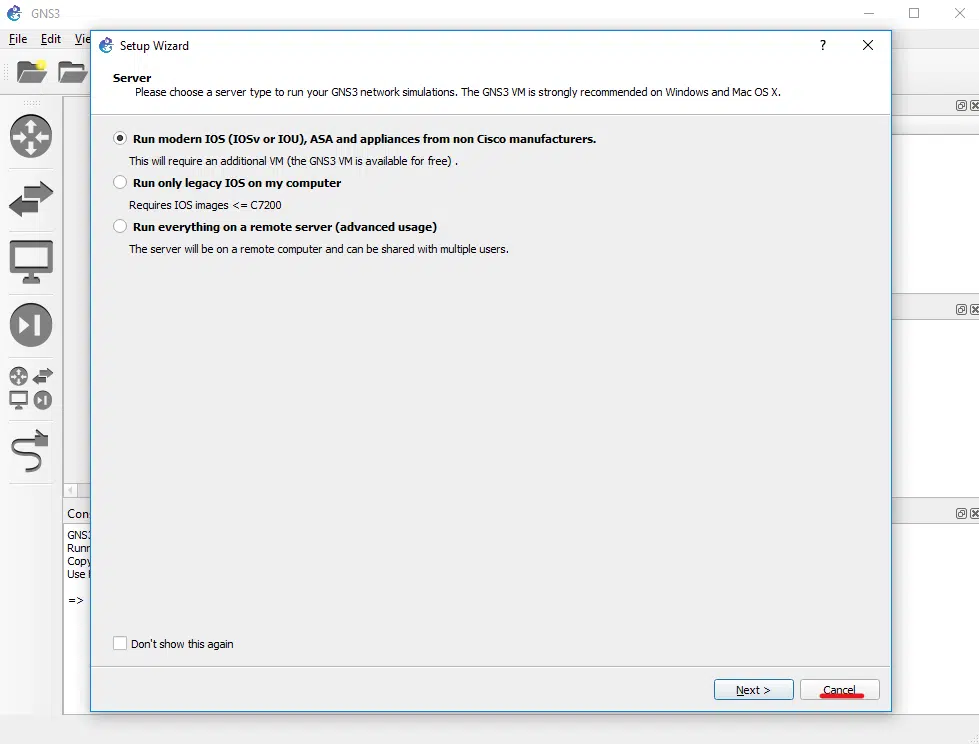 GNS3
File Edit Vie
Setup Wizard ?
Server
Please choose a server type to run your GNS3 network simulations. The GNS3 VM is strongly recommended on Windows and Mac OS X.
Run modern IOS (IOSv or IOU), ASA and appliances from non Cisco manufacturers.
This will require an additional VM (the GNS3 VM is available for free) .
Run only legacy IOS on my computer
Requires IOS images <= C7200
Run everything on a remote server (advanced usage)
The server will be on a remote computer and can be shared with multiple users.
Con
GNS3
Runn
Copy
Use
=>
Don't show this again
Next >
Cancel